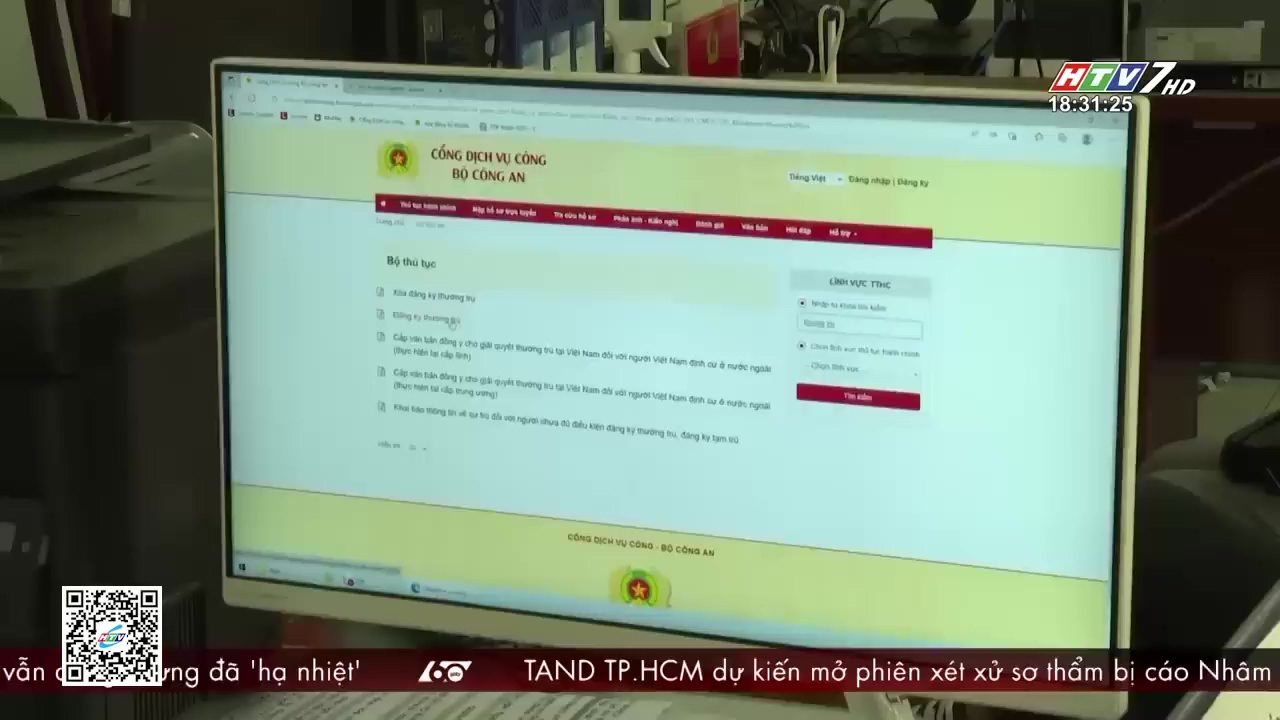 HTV7 HD
18:31:25
CỔNG DỊCH VỤ CÔNG
BỘ CÔNG AN
Tiếng Việt
Đăng nhập | Đăng ký
Thủ tục hành chính
Nộp hồ sơ trực tuyến
Tra cứu hồ sơ
Phản ánh - Kiến nghị
Đánh giá
Văn bản
Hỏi đáp
Hỗ trợ
Trang chủ
Bộ thủ tục
Xóa đăng ký thường trú
Đăng ký thường trú
Cấp văn bản đồng ý cho giải quyết thường trú tại Việt Nam đối với người Việt Nam định cư ở nước ngoài
(thực hiện tại cấp tỉnh)
Cấp văn bản đồng ý cho giải quyết thường trú tại Việt Nam đối với người Việt Nam định cư ở nước ngoài
(thực hiện tại cấp trung ương)
Khai báo thông tin về cư trú đối với người chưa đủ điều kiện đăng ký thường trú, đăng ký tạm trú
LĨNH VỰC TTHC
Nhập từ khóa tìm kiếm
thường trú
Chọn lĩnh vực thủ tục hành chính
- Chọn lĩnh vực
Tìm kiếm
CỔNG DỊCH VỤ CÔNG - BỘ CÔNG AN
HTV
vẫn
ưng đã 'hạ nhiệt'
60 giây
TAND TP.HCM dự kiến mở phiên xét xử sơ thẩm bị cáo Nhâm